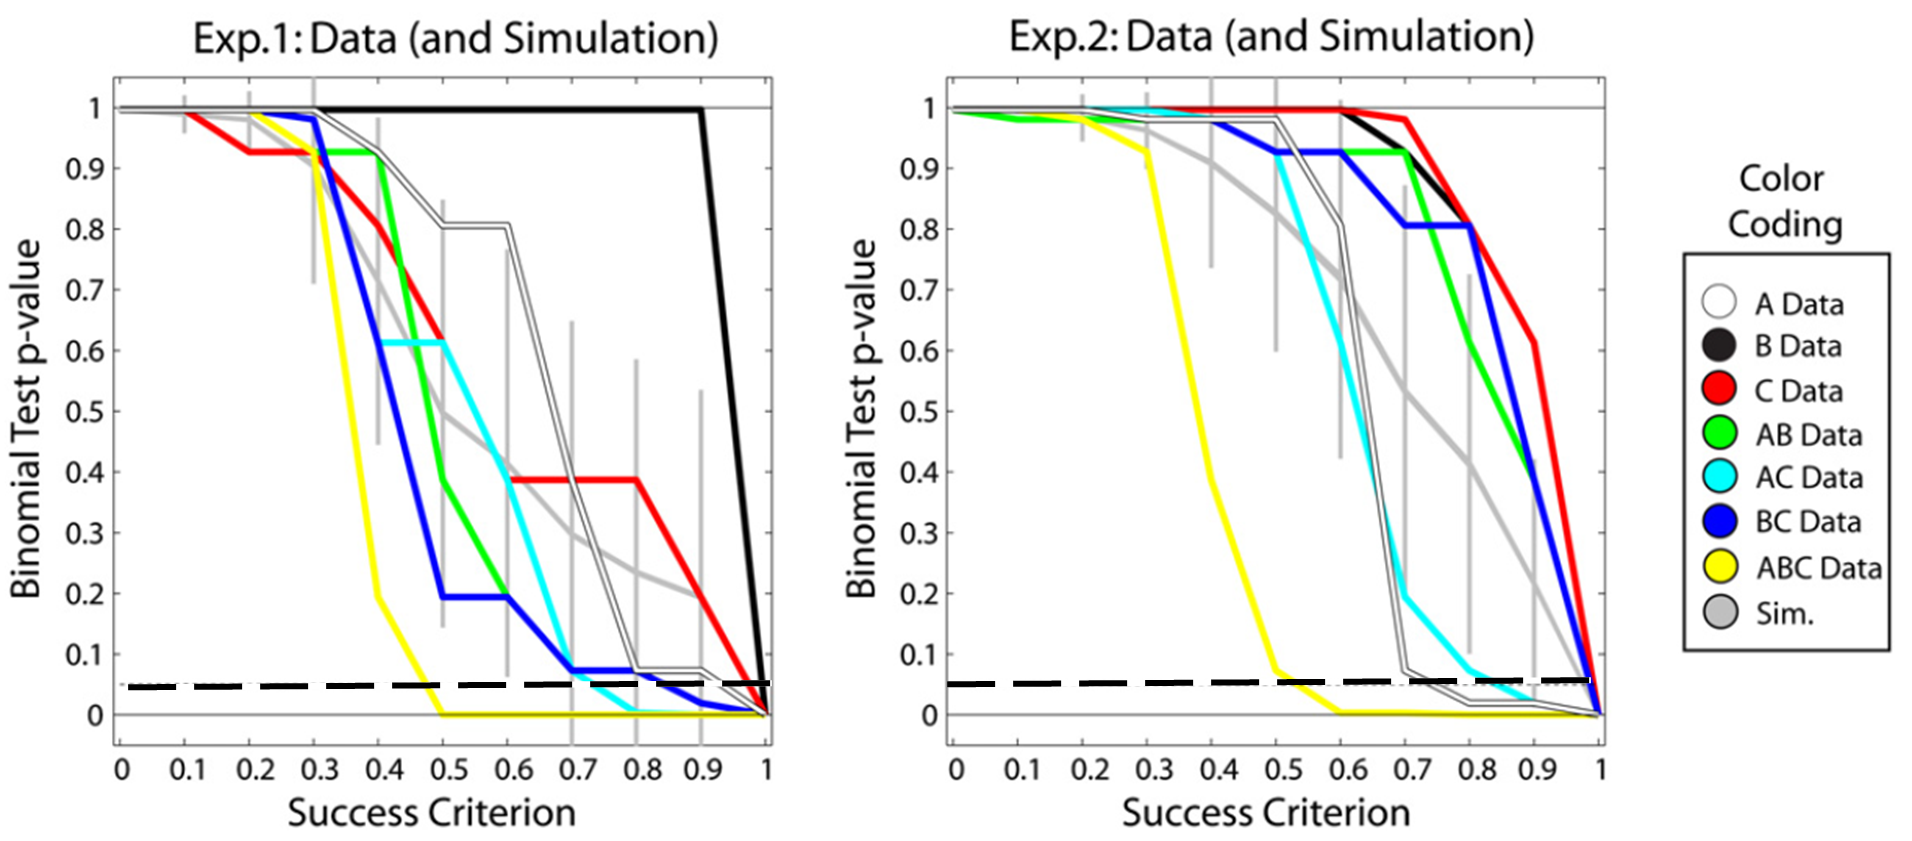 Exp.1: Data (and Simulation)
Binomial Test p-value
1
0.9
0.8
0.7
0.6
0.5
0.4
0.3
0.2
0.1
0
0 0.1 0.2 0.3 0.4 0.5 0.6 0.7 0.8 0.9 1
Success Criterion
Exp.2: Data (and Simulation)
Binomial Test p-value
1
0.9
0.8
0.7
0.6
0.5
0.4
0.3
0.2
0.1
0
0 0.1 0.2 0.3 0.4 0.5 0.6 0.7 0.8 0.9 1
Success Criterion
Color
Coding
A Data
B Data
C Data
AB Data
AC Data
BC Data
ABC Data
Sim.